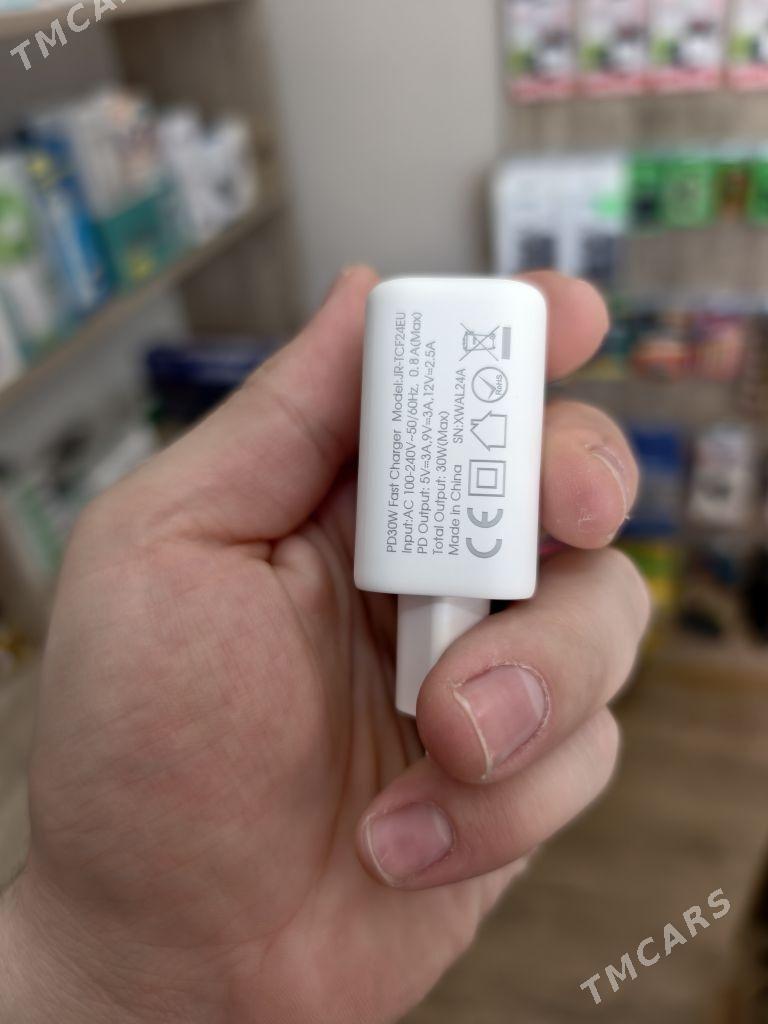 TMCARS
PD30W Fast Charger Model:JR-TCF24EU
Input:AC 100-240V~50/60Hz, 0.8A(Max)
PD Output: 5V=3A,9V=3A,12V=2.5A
Total Output: 30W(Max)
Made in China SN:XWAL24A
CE
RoHS
TMCARS